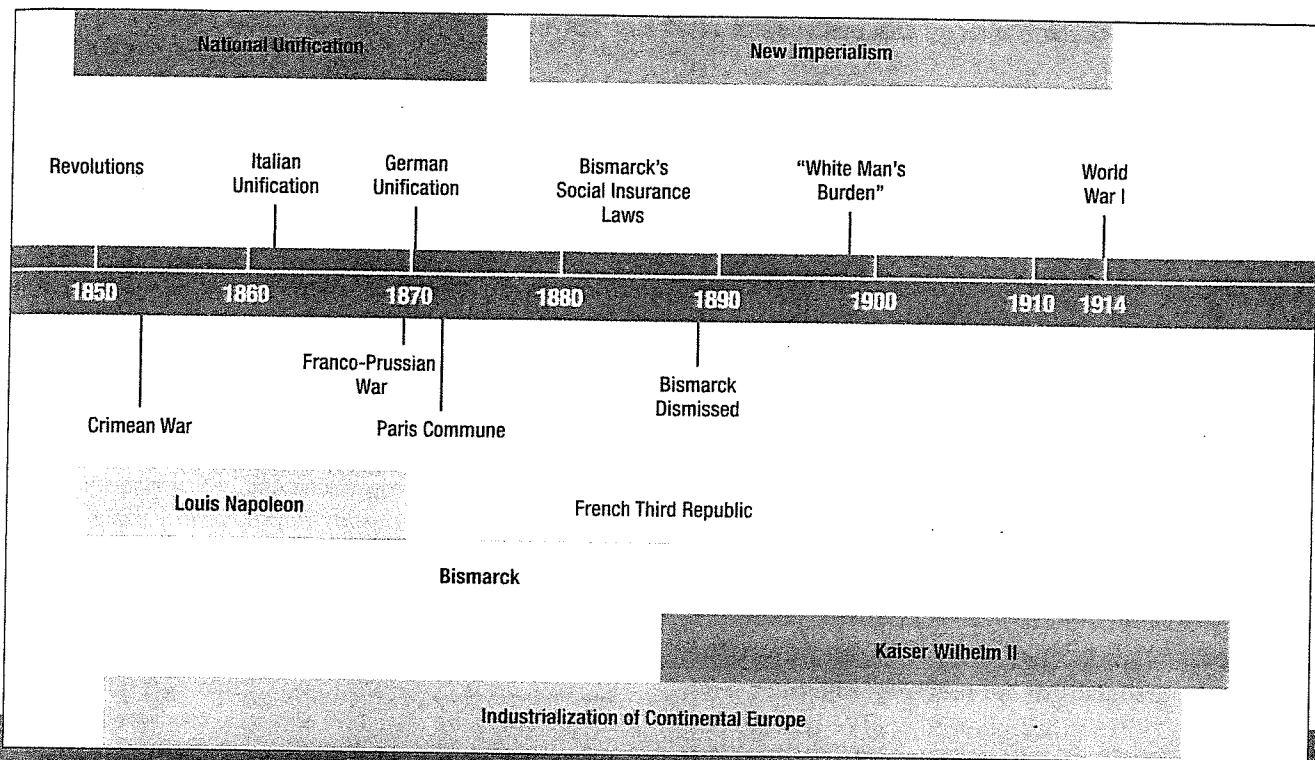 National Unification
New Imperialism
Revolutions
Italian
Unification
German
Unification
Bismarck's
Social Insurance
Laws
"White Man's
Burden"
World
War I
1850
1860
1870
1880
1890
1900
1910
1914
Crimean War
Franco-Prussian
War
Paris Commune
Bismarck
Dismissed
Louis Napoleon
French Third Republic
Bismarck
Kaiser Wilhelm II
Industrialization of Continental Europe